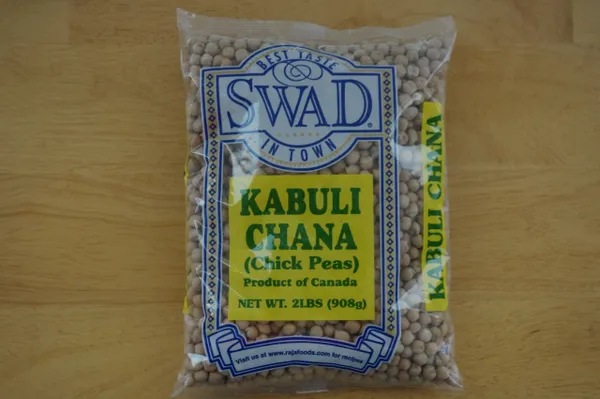 BEST TASTE
SWAD®
IN TOWN
KABULI
CHANA
(Chick Peas)
Product of Canada
NET WT. 2LBS (908g)
Visit us at www.rajafoods.com for recipes
KABULI CHANA